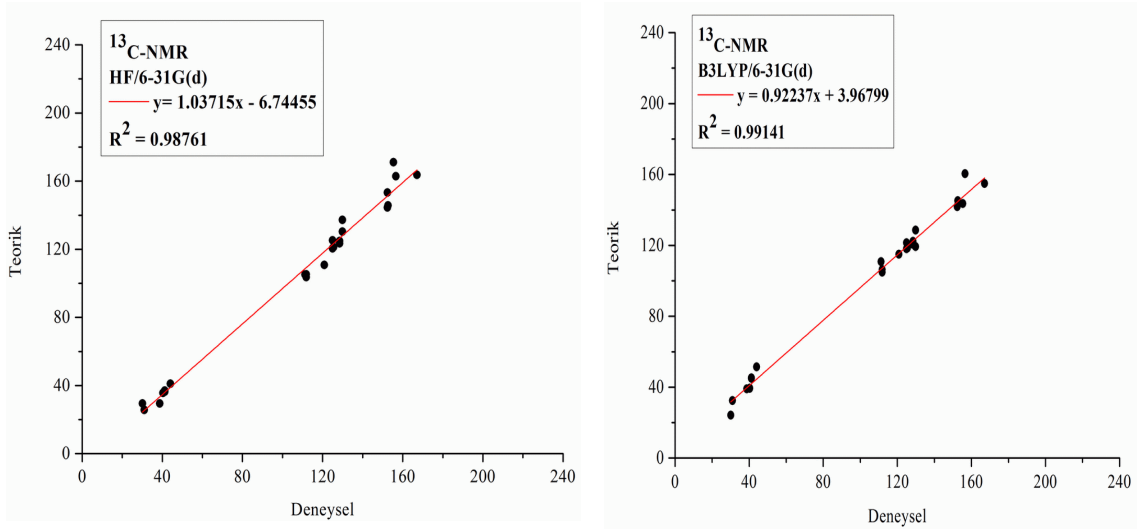 13C-NMR
HF/6-31G(d)
y= 1.03715x - 6.74455
R2 = 0.98761
240
200
160
120
80
40
0
0 40 80 120 160 200 240
Teorik
Deneysel
13C-NMR
B3LYP/6-31G(d)
y = 0.92237x + 3.96799
R2 = 0.99141
240
200
160
120
80
40
0
0 40 80 120 160 200 240
Teorik
Deneysel